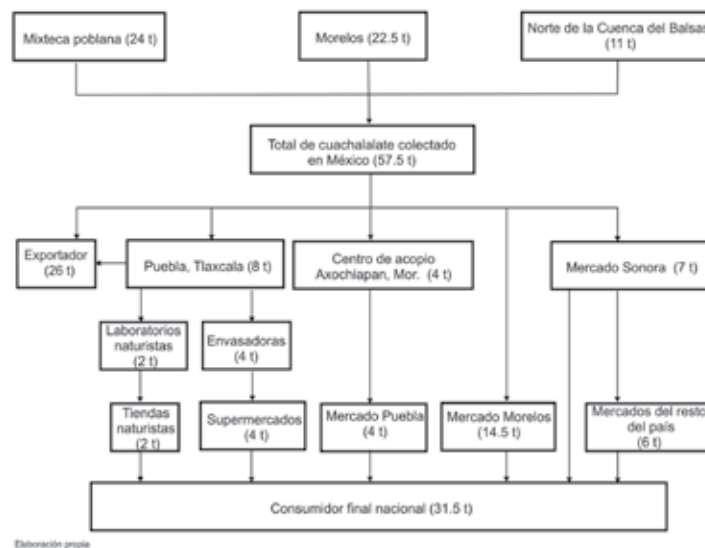 Mixteca poblana (24 t)
Morelos (22.5 t)
Norte de la Cuenca del Balsas
(11 t)
Total de cuachalalate colectado
en México (57.5 t)
Exportador
(26 t)
Puebla, Tlaxcala (8 t)
Centro de acopio
Axochiapan, Mor. (4 t)
Mercado Sonora (7 t)
Laboratorios
naturistas
(2 t)
Envasadoras
(4 t)
Tiendas
naturistas
(2 t)
Supermercados
(4 t)
Mercado Puebla
(4 t)
Mercado Morelos
(14.5 t)
Mercados del resto
del país
(6 t)
Consumidor final nacional (31.5 t)
Elaboración propia